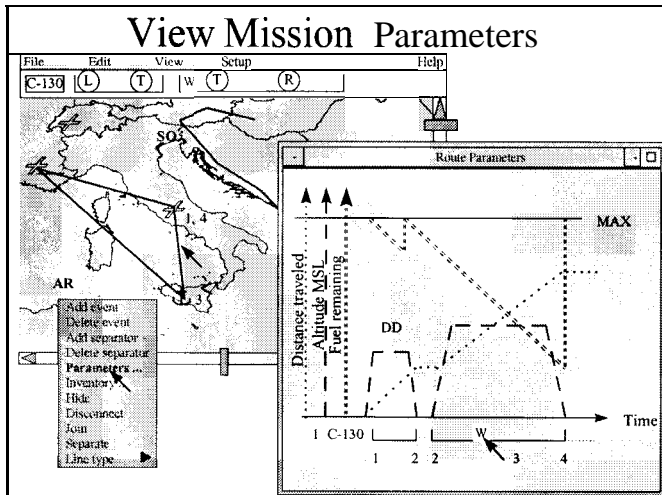 View Mission Parameters
File Edit View Setup Help
C-130 L T W T R
SO
1, 4
3
AR
Add event
Delete event
Add separator
Delete separator
Parameters ...
Inventory
Hide
Disconnect
Join
Separate
Line type
Route Parameters
MAX
Distance traveled
Altitude MSL
Fuel remaining
DD
Time
1 C-130 W
1 2 2 3 4